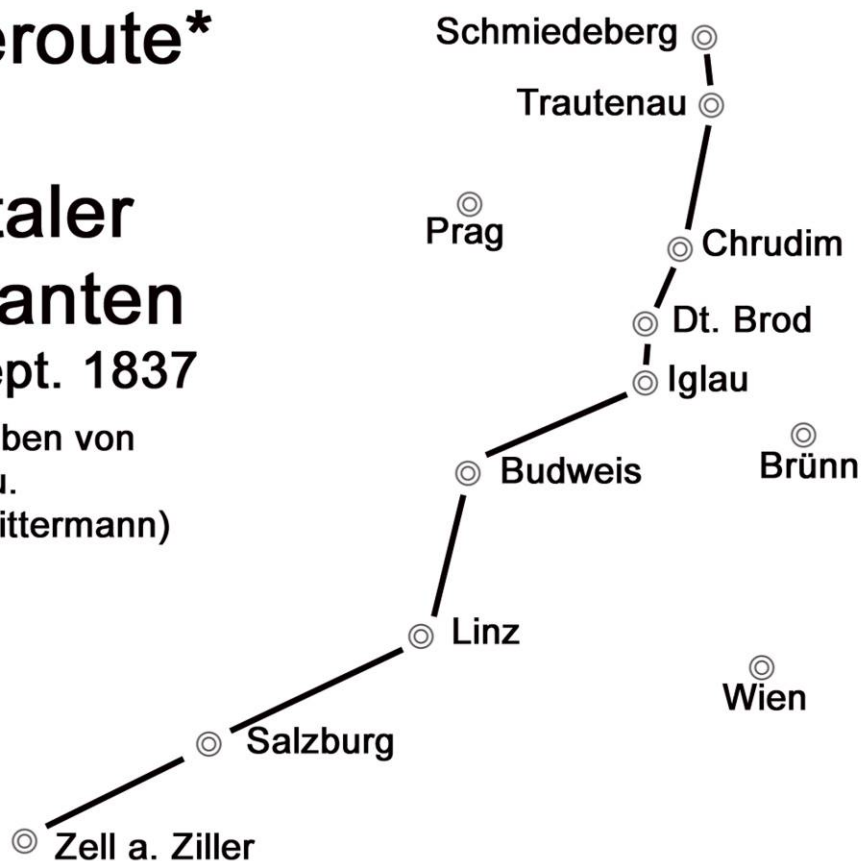 eroute*
taler
anten
ept. 1837
ben von
u.
ittermann)
Schmiedeberg
Trautenau
Prag
Chrudim
Dt. Brod
Iglau
Brünn
Budweis
Linz
Wien
Salzburg
Zell a. Ziller